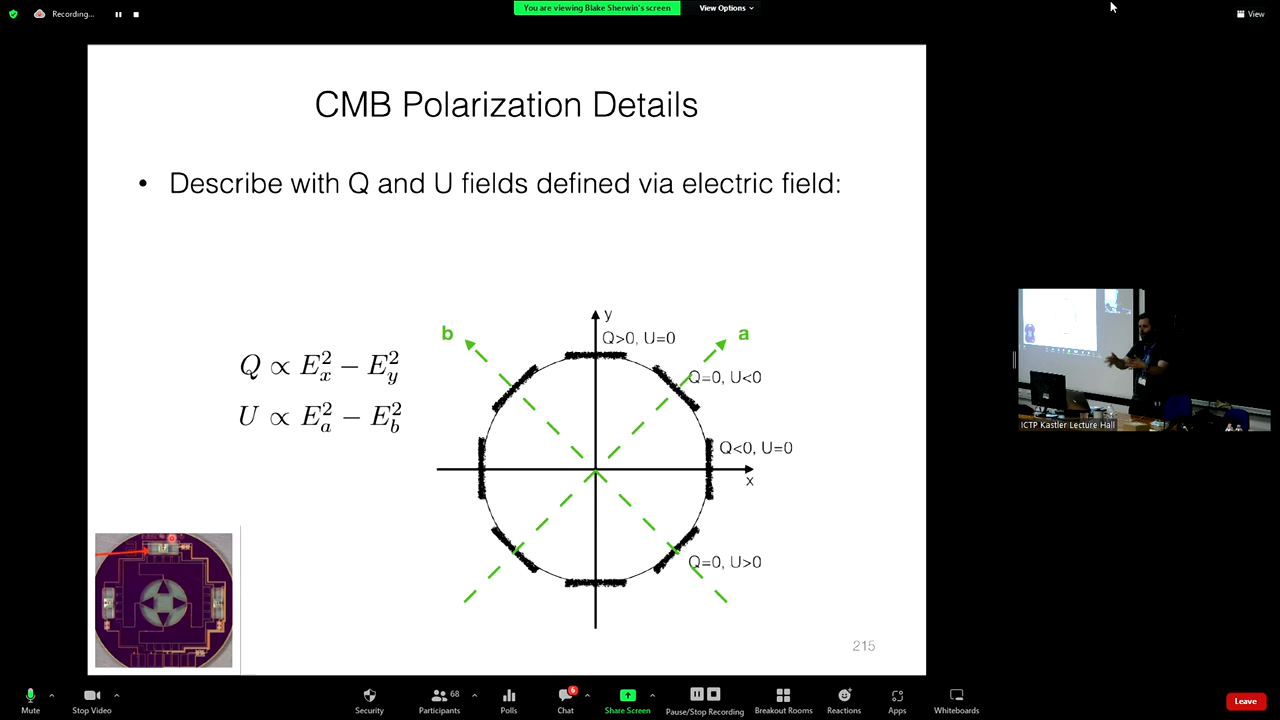 Recording...
You are viewing Blake Sherwin's screen
View Options
View
CMB Polarization Details
• Describe with Q and U fields defined via electric field:
y
b
a
Q>0, U=0
Q=0, U<0
Q ∝ E_x^2 − E_y^2
U ∝ E_a^2 − E_b^2
Q<0, U=0
x
Q=0, U>0
215
ICTP Kastler Lecture Hall
Mute
Stop Video
Security
68
Participants
Polls
6
Chat
Share Screen
Pause/Stop Recording
Breakout Rooms
Reactions
Apps
Whiteboards
Leave